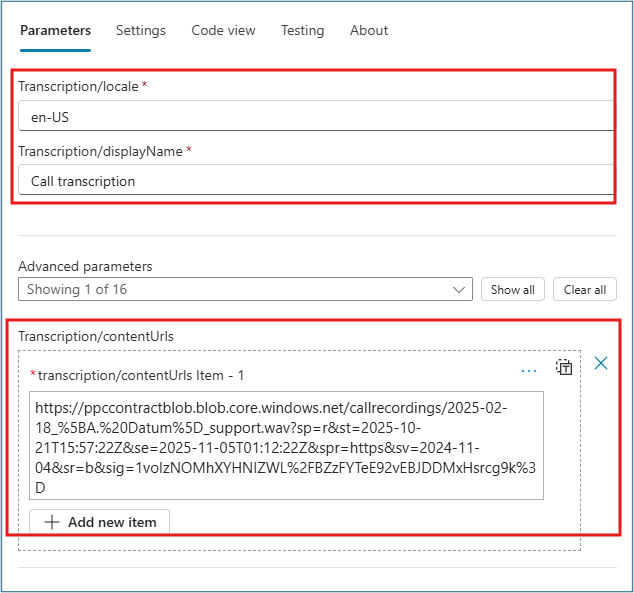 Parameters Settings Code view Testing About
Transcription/locale *
en-US
Transcription/displayName *
Call transcription
Advanced parameters
Showing 1 of 16 Show all Clear all
Transcription/contentUrls
*transcription/contentUrls Item - 1 ...
https://ppccontractblob.blob.core.windows.net/callrecordings/2025-02-
18_%5BA.%20Datum%5D_support.wav?sp=r&st=2025-10-
21T15:57:22Z&se=2025-11-05T01:12:22Z&spr=https&sv=2024-11-
04&sr=b&sig=1voIzNOMhXYHNIZWL%2FBZzFYTeE92vEBJDDMxHsrcg9k%3
D
Add new item